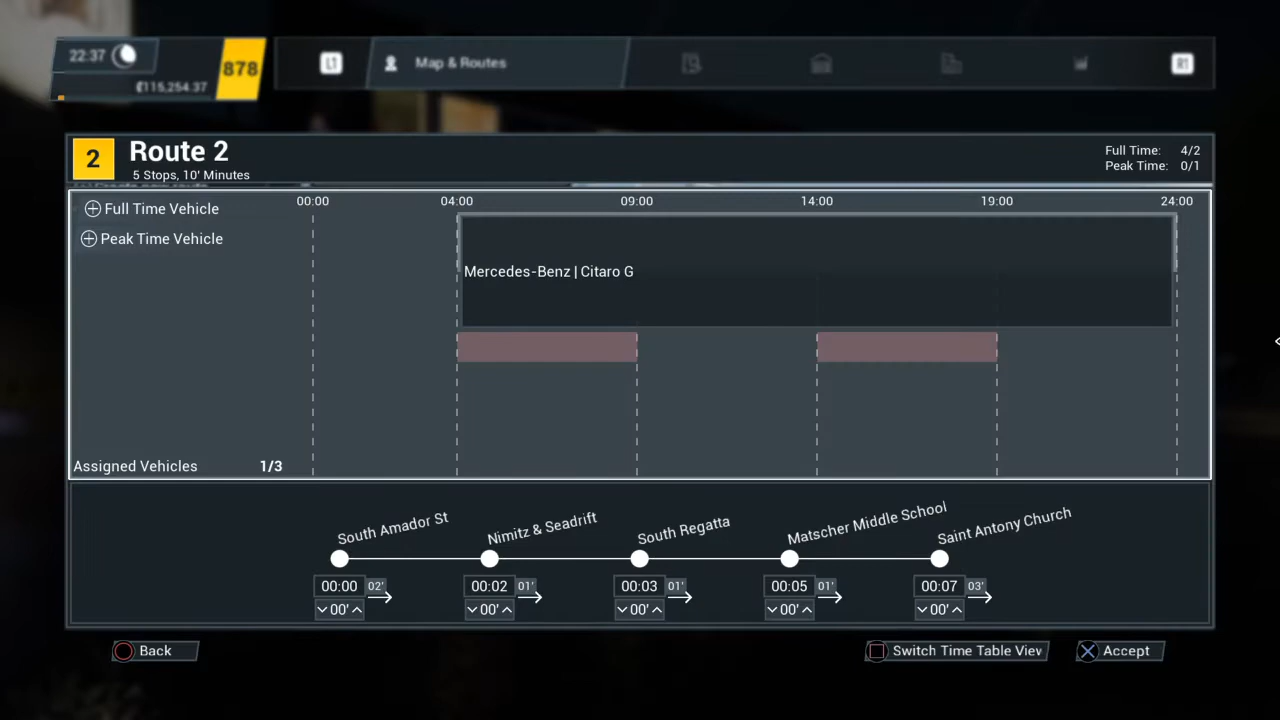 22:37
₡115,254.37
878
L1
Map & Routes
R1
2
Route 2
5 Stops, 10' Minutes
Full Time: 4/2
Peak Time: 0/1
00:00 04:00 09:00 14:00 19:00 24:00
Full Time Vehicle
Peak Time Vehicle
Mercedes-Benz | Citaro G
Assigned Vehicles 1/3
South Amador St Nimitz & Seadrift South Regatta Matscher Middle School Saint Antony Church
00:00 02' 00:02 01' 00:03 01' 00:05 01' 00:07 03'
00' 00' 00' 00' 00'
Back
Switch Time Table View
Accept